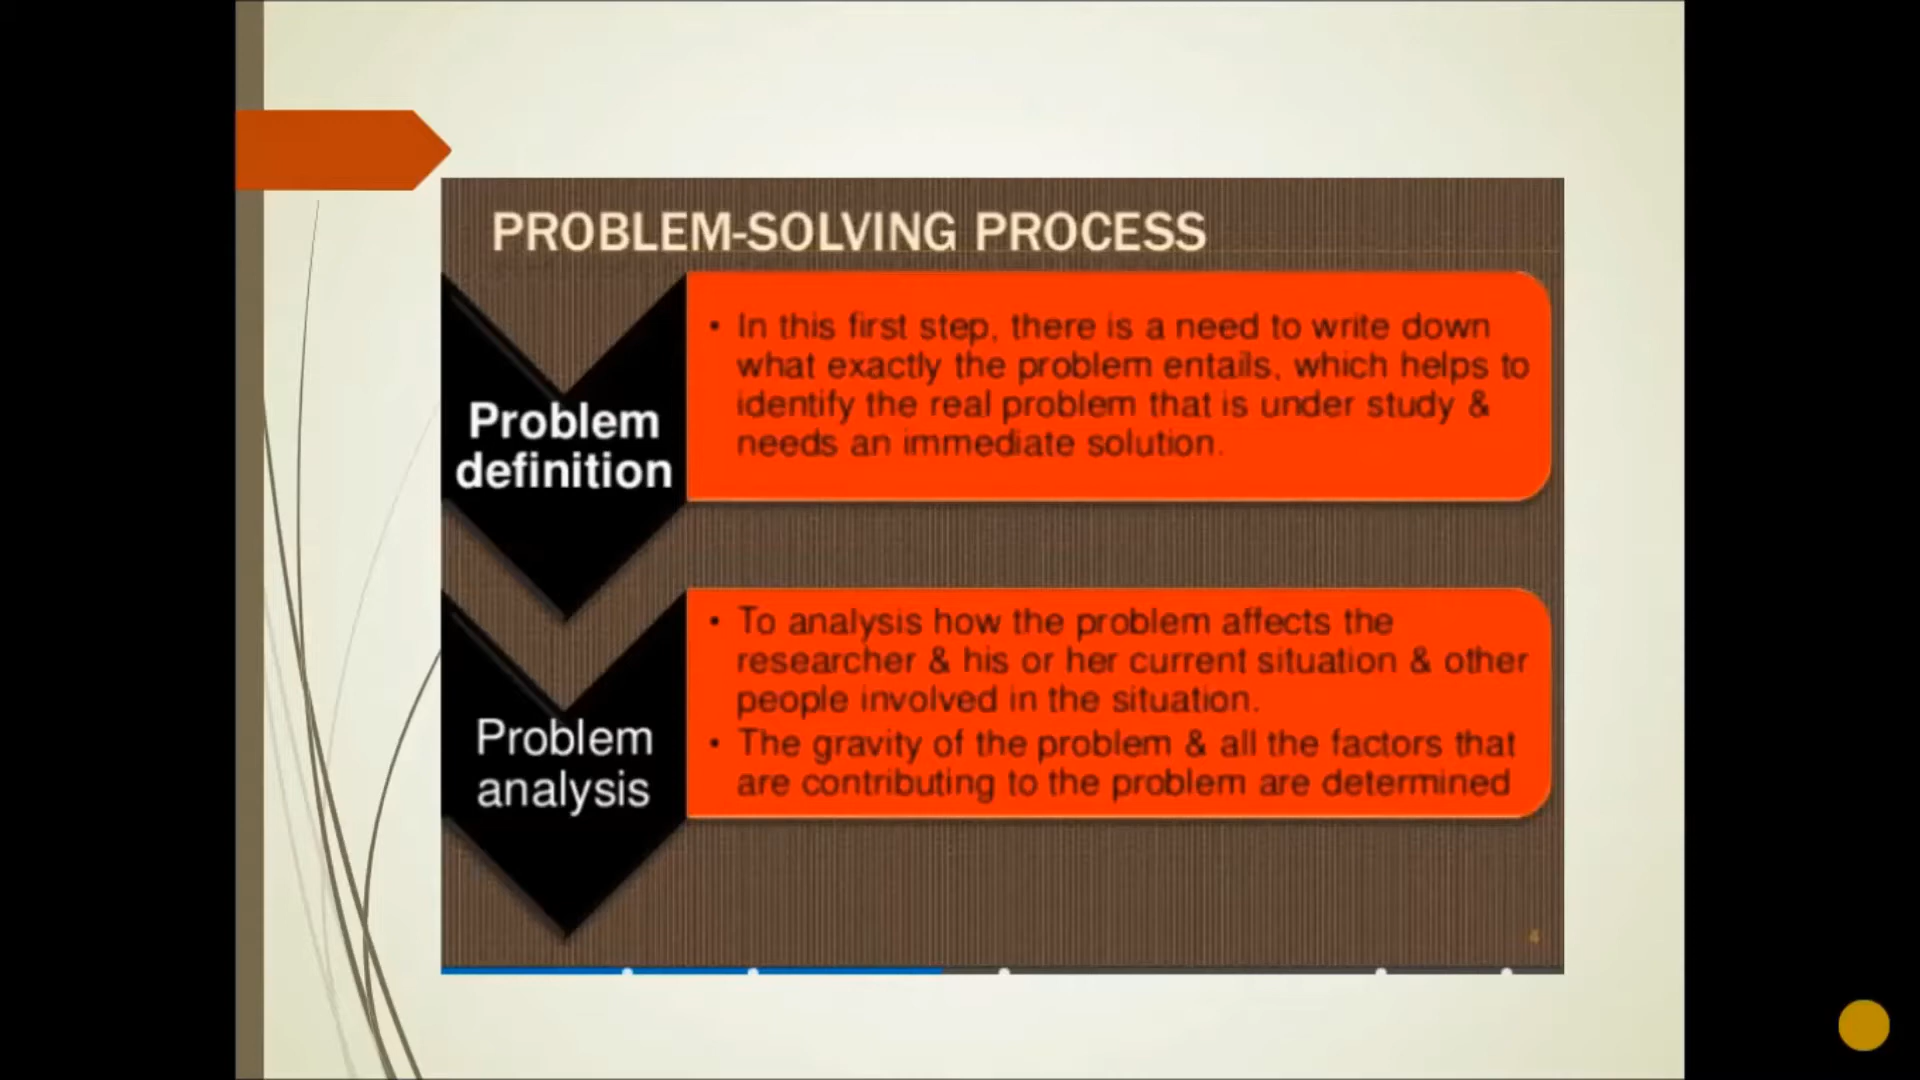 PROBLEM-SOLVING PROCESS
Problem
definition
• In this first step, there is a need to write down
what exactly the problem entails, which helps to
identify the real problem that is under study &
needs an immediate solution.
Problem
analysis
• To analysis how the problem affects the
researcher & his or her current situation & other
people involved in the situation.
• The gravity of the problem & all the factors that
are contributing to the problem are determined
4